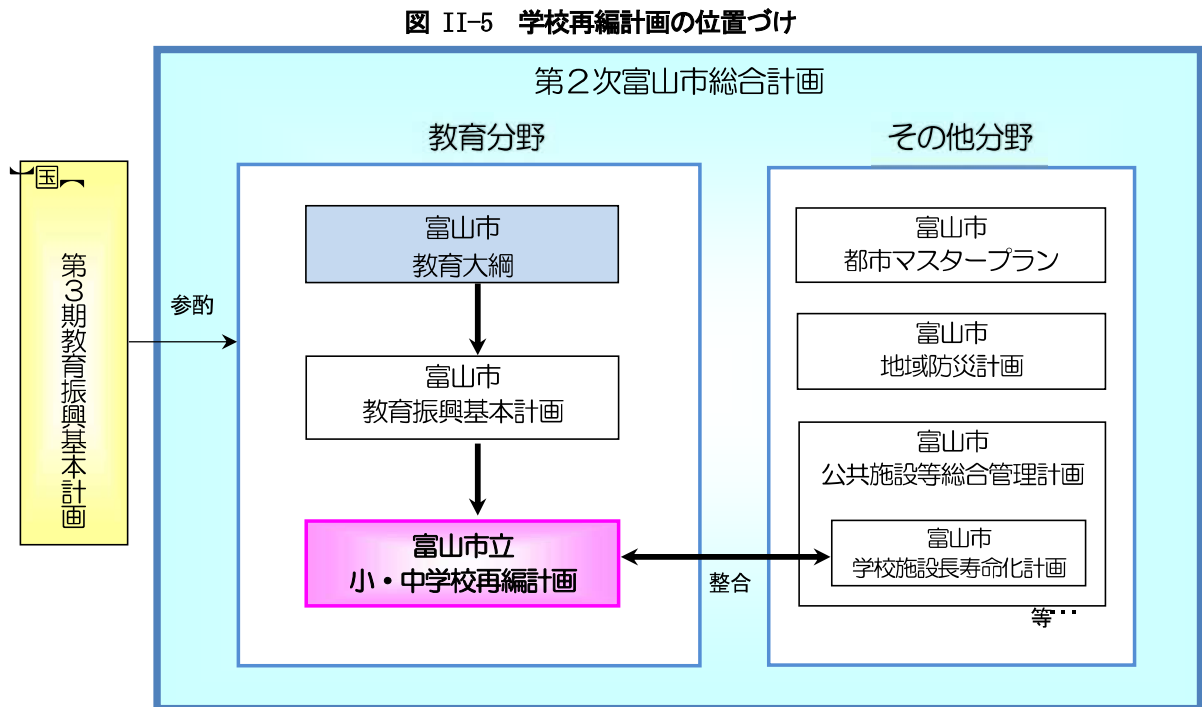 図 II-5 学校再編計画の位置づけ
第２次富山市総合計画
教育分野
その他分野
【国】
第３期教育振興基本計画
参酌
富山市
教育大綱
富山市
教育振興基本計画
富山市立
小・中学校再編計画
整合
富山市
都市マスタープラン
富山市
地域防災計画
富山市
公共施設等総合管理計画
富山市
学校施設長寿命化計画
等…